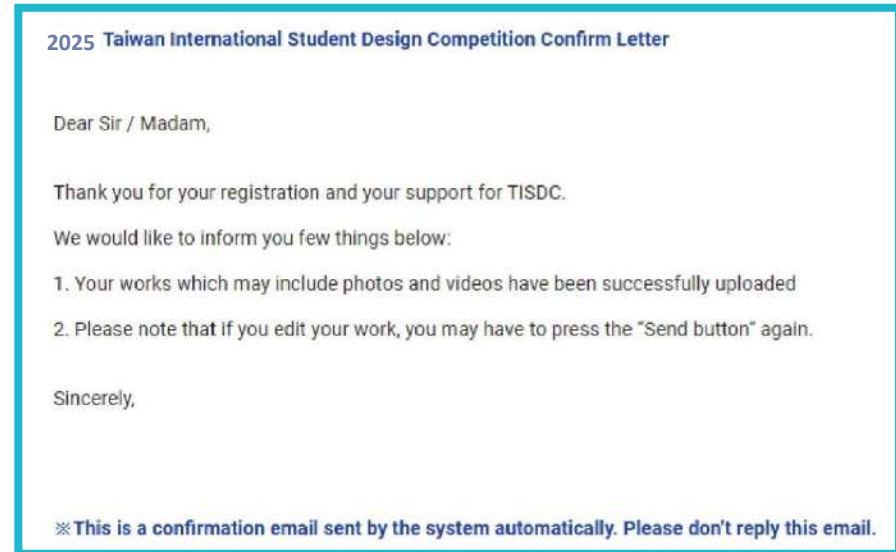 2025 Taiwan International Student Design Competition Confirm Letter
Dear Sir / Madam,
Thank you for your registration and your support for TISDC.
We would like to inform you few things below:
1. Your works which may include photos and videos have been successfully uploaded
2. Please note that if you edit your work, you may have to press the “Send button” again.
Sincerely,
※This is a confirmation email sent by the system automatically. Please don't reply this email.